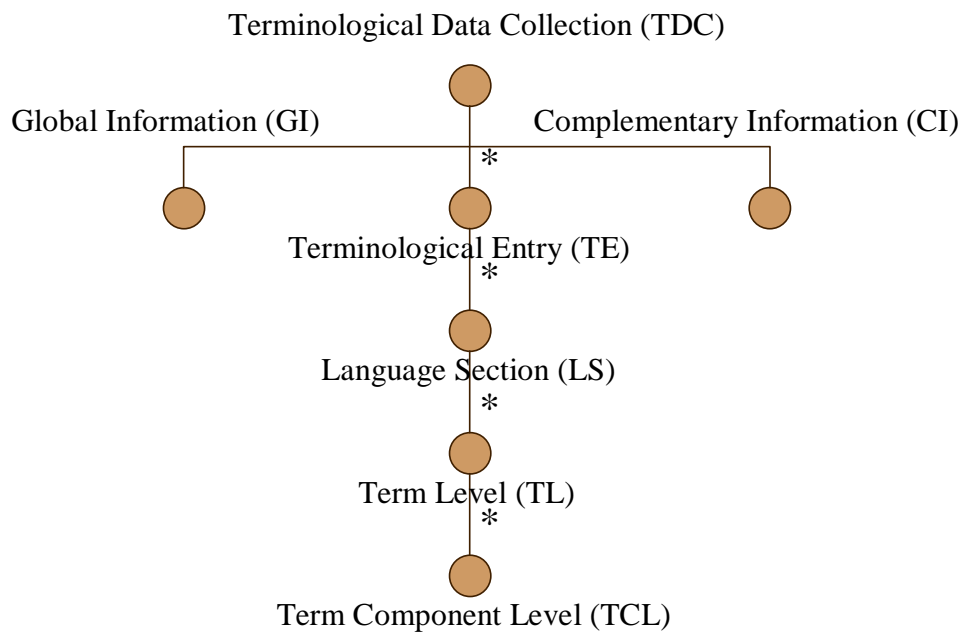 Terminological Data Collection (TDC)
Global Information (GI)
Complementary Information (CI)
*
Terminological Entry (TE)
*
Language Section (LS)
*
Term Level (TL)
*
Term Component Level (TCL)